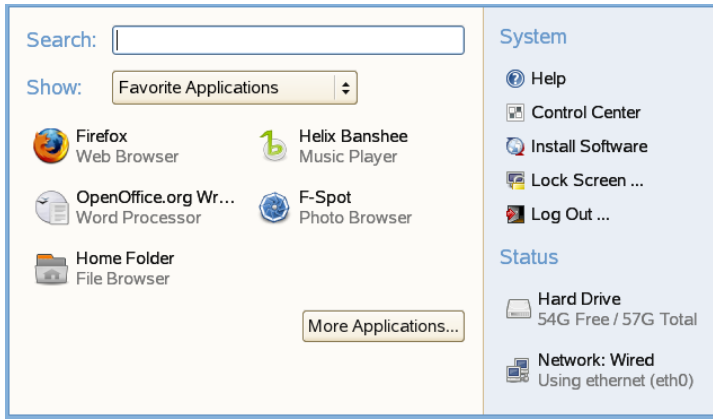 Search:
Show:
Favorite Applications
Firefox
Web Browser
Helix Banshee
Music Player
OpenOffice.org Wr...
Word Processor
F-Spot
Photo Browser
Home Folder
File Browser
More Applications...
System
Help
Control Center
Install Software
Lock Screen ...
Log Out ...
Status
Hard Drive
54G Free / 57G Total
Network: Wired
Using ethernet (eth0)